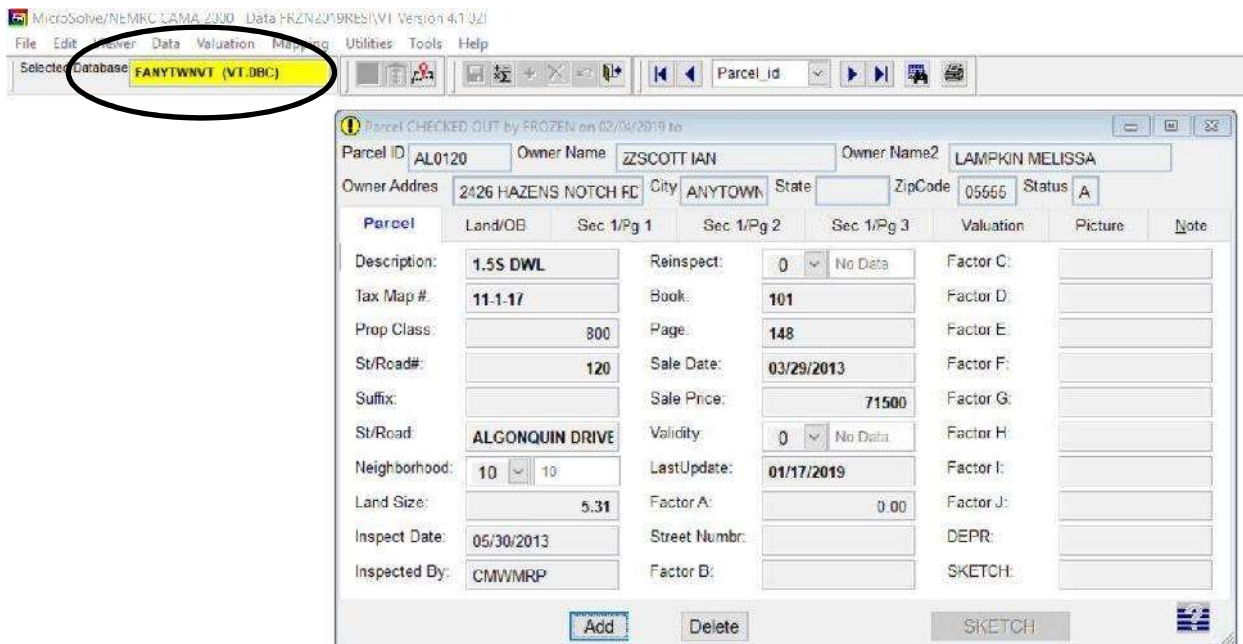 MicroSolve/NEMRC CAMA 2000 Data FRZN2019RES(VT Version 4.1.02)
File Edit Viewer Data Valuation Mapping Utilities Tools Help
Selected Database FANYTWNVT (VT.DBC) Parcel_id
Parcel CHECKED OUT by FROZEN on 02/04/2019 to
Parcel ID AL0120 Owner Name ZZSCOTT IAN Owner Name2 LAMPKIN MELISSA
Owner Addres 2426 HAZENS NOTCH RD City ANYTOWN State ZipCode 05555 Status A
Parcel Land/OB Sec 1/Pg 1 Sec 1/Pg 2 Sec 1/Pg 3 Valuation Picture Note
Description: 1.5S DWL Reinspect: 0 No Data Factor C:
Tax Map #: 11-1-17 Book: 101 Factor D:
Prop Class: 800 Page: 148 Factor E:
St/Road#: 120 Sale Date: 03/29/2013 Factor F:
Suffix: Sale Price: 71500 Factor G:
St/Road: ALGONQUIN DRIVE Validity: 0 No Data Factor H:
Neighborhood: 10 10 LastUpdate: 01/17/2019 Factor I:
Land Size: 5.31 Factor A: 0.00 Factor J:
Inspect Date: 05/30/2013 Street Numbr: DEPR:
Inspected By: CMWMRP Factor B: SKETCH:
Add Delete SKETCH